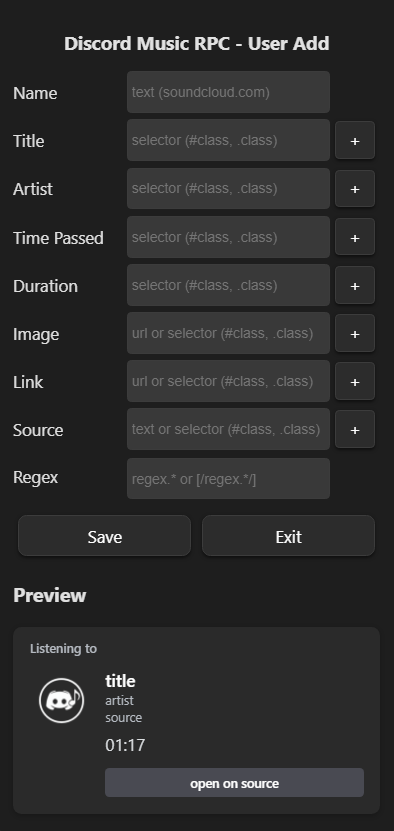 Discord Music RPC - User Add
Name text (soundcloud.com)
Title selector (#class, .class) +
Artist selector (#class, .class) +
Time Passed selector (#class, .class) +
Duration selector (#class, .class) +
Image url or selector (#class, .class) +
Link url or selector (#class, .class) +
Source text or selector (#class, .class) +
Regex regex.* or [/regex.*/]
Save Exit
Preview
Listening to
title
artist
source
01:17
open on source